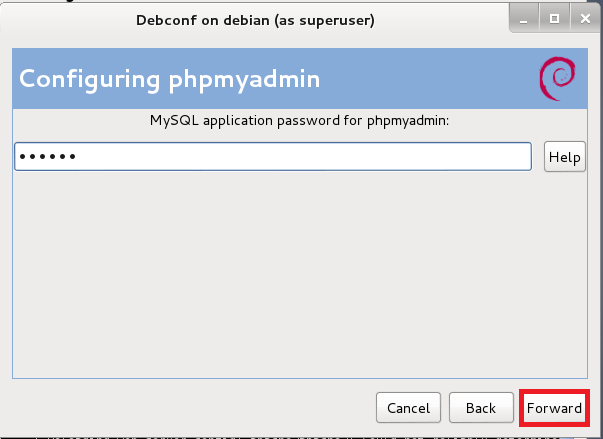 Debconf on debian (as superuser)
Configuring phpmyadmin
MySQL application password for phpmyadmin:
••••••
Help
Cancel
Back
Forward